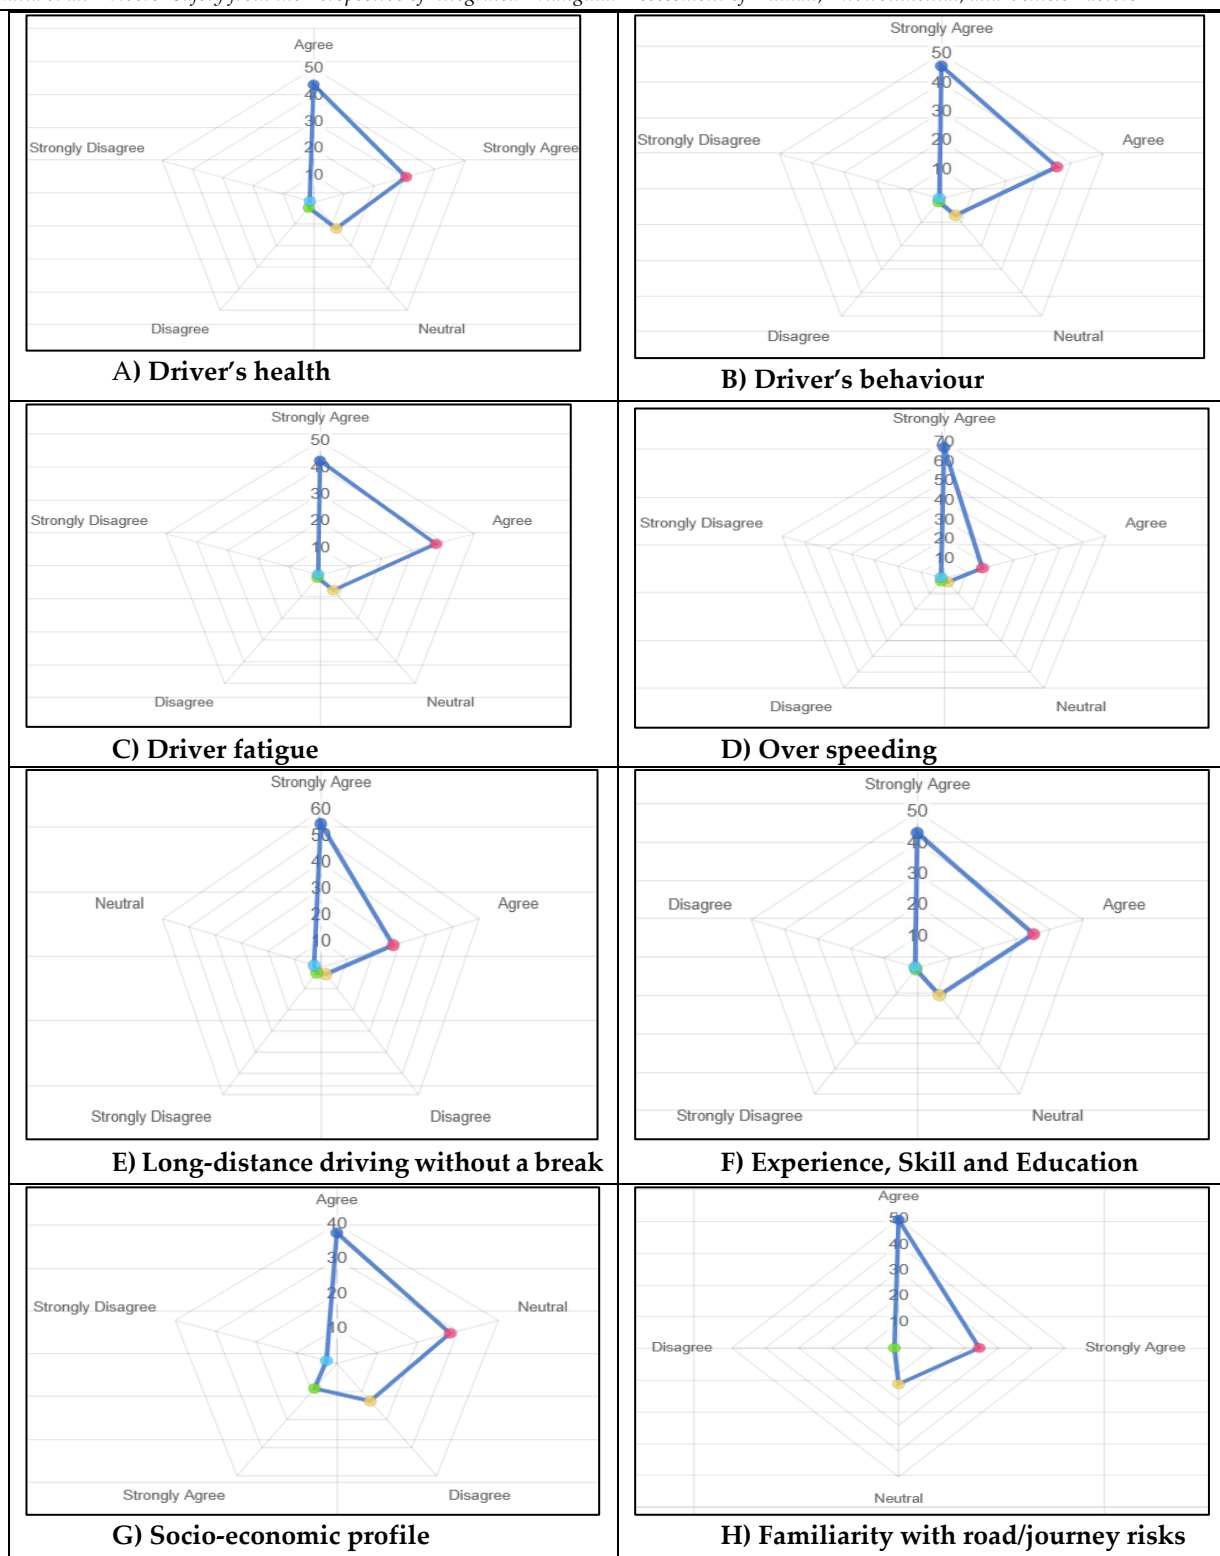 Agree
50
40
30
20
10
Strongly Disagree
Strongly Agree
Disagree
Neutral
A) Driver's health
Strongly Agree
50
40
30
20
10
Strongly Disagree
Agree
Disagree
Neutral
B) Driver's behaviour
Strongly Agree
50
40
30
20
10
Strongly Disagree
Agree
Disagree
Neutral
C) Driver fatigue
Strongly Agree
70
60
50
40
30
20
10
Strongly Disagree
Agree
Disagree
Neutral
D) Over speeding
Strongly Agree
60
50
40
30
20
10
Neutral
Agree
Strongly Disagree
Disagree
E) Long-distance driving without a break
Strongly Agree
50
40
30
20
10
Disagree
Agree
Strongly Disagree
Neutral
F) Experience, Skill and Education
Agree
40
30
20
10
Strongly Disagree
Neutral
Strongly Agree
Disagree
G) Socio-economic profile
Agree
50
40
30
20
10
Disagree
Strongly Agree
Neutral
H) Familiarity with road/journey risks